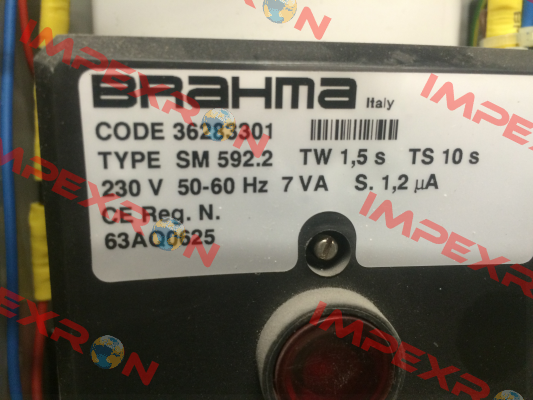 BRAHMA Italy
CODE 36283301
TYPE SM 592.2 TW 1,5 s TS 10 s
230 V 50-60 Hz 7 VA S. 1,2 µA
CE Reg. N.
63AQ0625
IMPEXRON
IMPEXRON
IMPEXRON
IMPEXRON
IMPEXRON